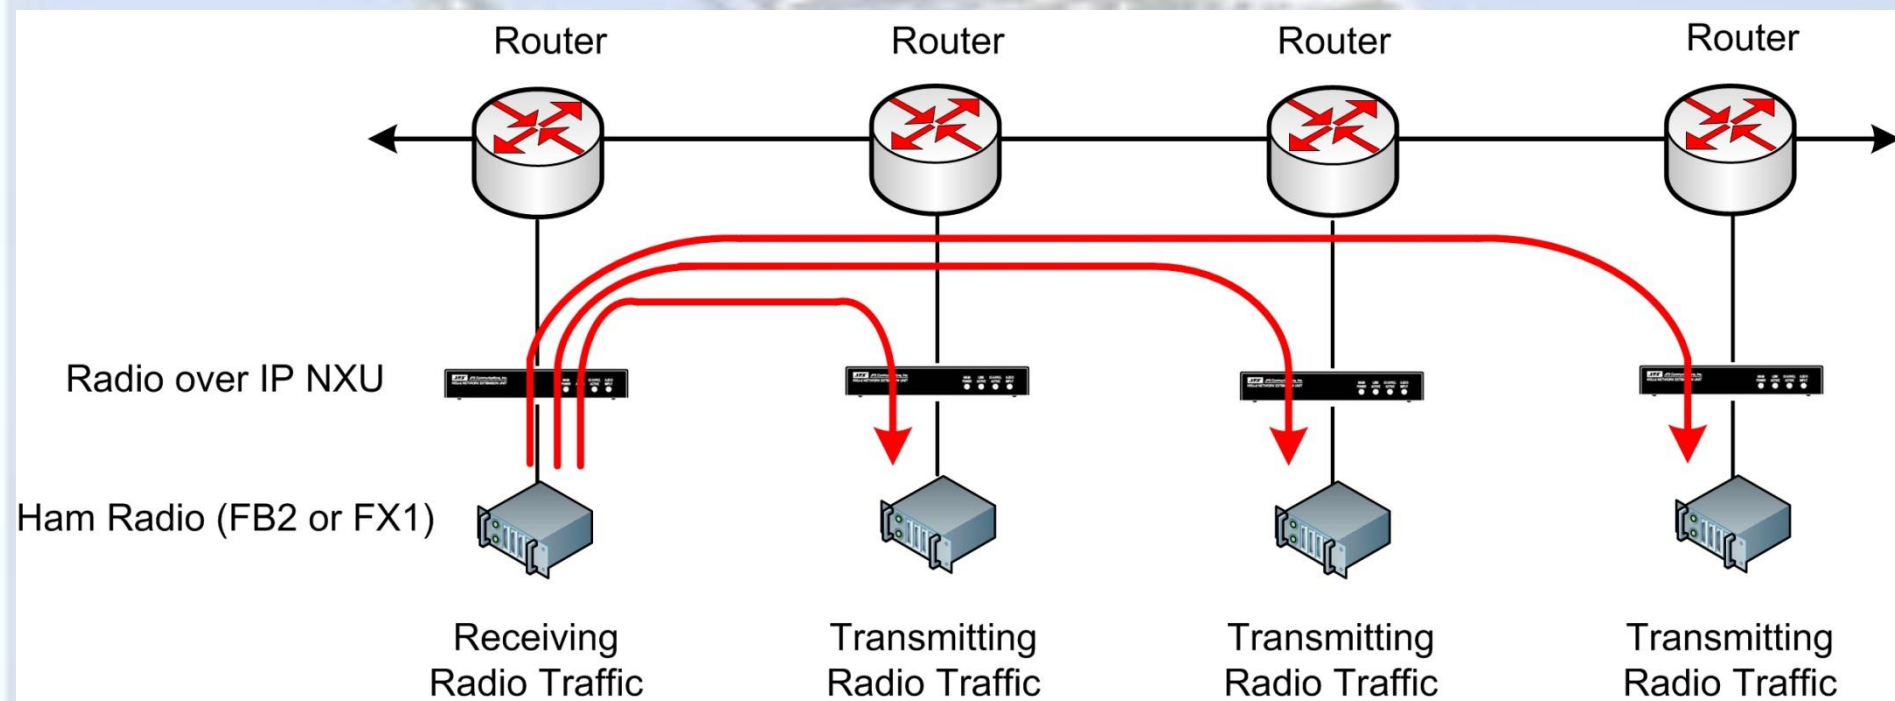 Router
Router
Router
Router
Radio over IP NXU
Ham Radio (FB2 or FX1)
Receiving
Radio Traffic
Transmitting
Radio Traffic
Transmitting
Radio Traffic
Transmitting
Radio Traffic